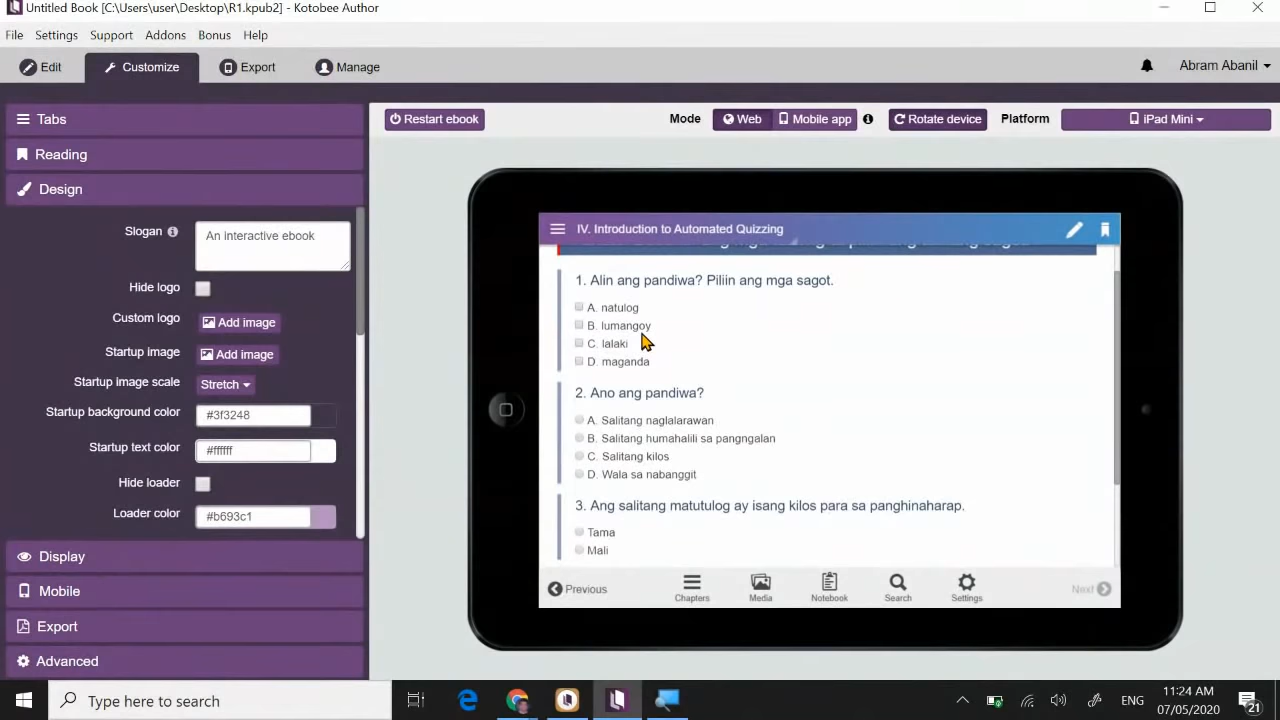 Untitled Book [C:\Users\user\Desktop\R1.kpub2] - Kotobee Author
File Settings Support Addons Bonus Help
Edit Customize Export Manage Abram Abanil
Tabs
Reading
Design
Slogan An interactive ebook
Hide logo
Custom logo Add image
Startup image Add image
Startup image scale Stretch
Startup background color #3f3248
Startup text color #ffffff
Hide loader
Loader color #b693c1
Display
Mobile
Export
Advanced
Restart ebook Mode Web Mobile app Rotate device Platform iPad Mini
IV. Introduction to Automated Quizzing
1. Alin ang pandiwa? Piliin ang mga sagot.
A. natulog
B. lumangoy
C. lalaki
D. maganda
2. Ano ang pandiwa?
A. Salitang naglalarawan
B. Salitang humahalili sa pangngalan
C. Salitang kilos
D. Wala sa nabanggit
3. Ang salitang matutulog ay isang kilos para sa panghinaharap.
Tama
Mali
Previous Chapters Media Notebook Search Settings Next
Type here to search
ENG
11:24 AM
07/05/2020
21